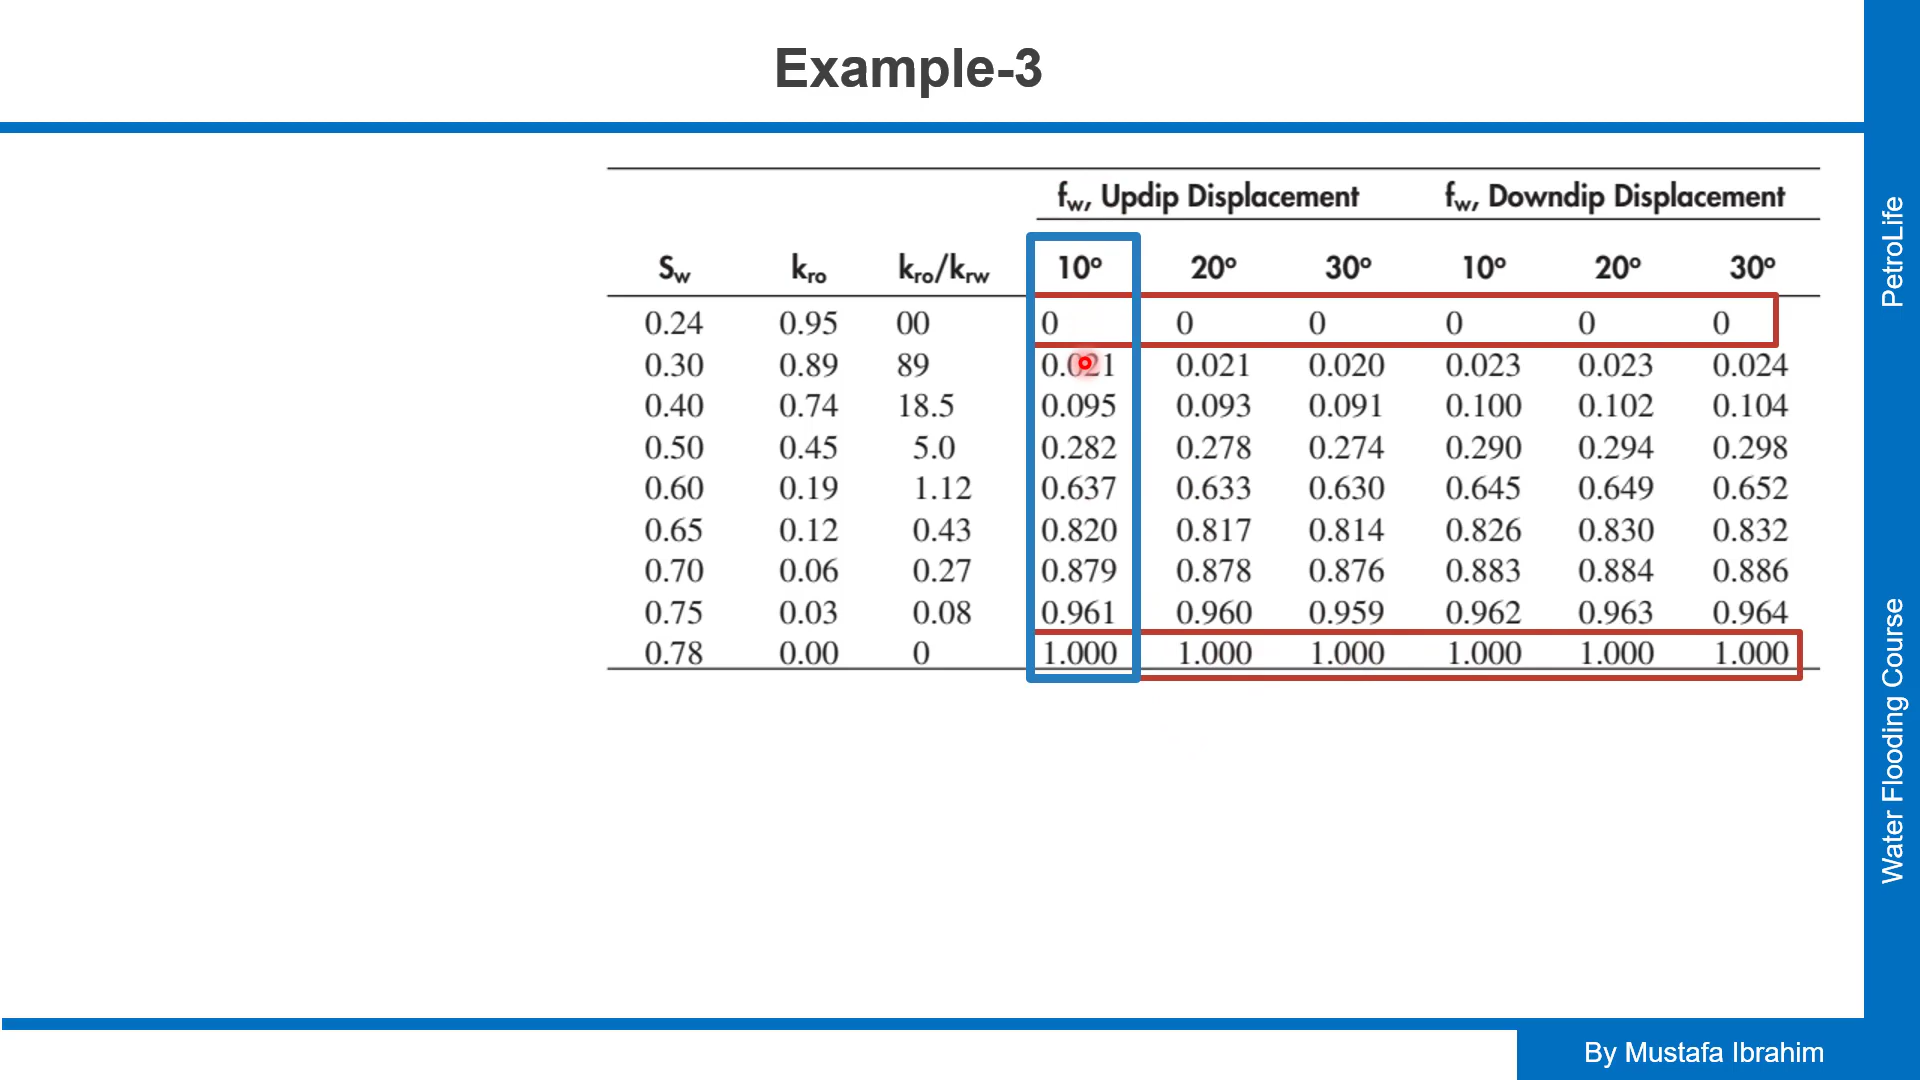 Example-3
fw, Updip Displacement fw, Downdip Displacement
Sw kro kro/krw 10° 20° 30° 10° 20° 30°
0.24 0.95 00 0 0 0 0 0 0
0.30 0.89 89 0.021 0.021 0.020 0.023 0.023 0.024
0.40 0.74 18.5 0.095 0.093 0.091 0.100 0.102 0.104
0.50 0.45 5.0 0.282 0.278 0.274 0.290 0.294 0.298
0.60 0.19 1.12 0.637 0.633 0.630 0.645 0.649 0.652
0.65 0.12 0.43 0.820 0.817 0.814 0.826 0.830 0.832
0.70 0.06 0.27 0.879 0.878 0.876 0.883 0.884 0.886
0.75 0.03 0.08 0.961 0.960 0.959 0.962 0.963 0.964
0.78 0.00 0 1.000 1.000 1.000 1.000 1.000 1.000
PetroLife
Water Flooding Course
By Mustafa Ibrahim